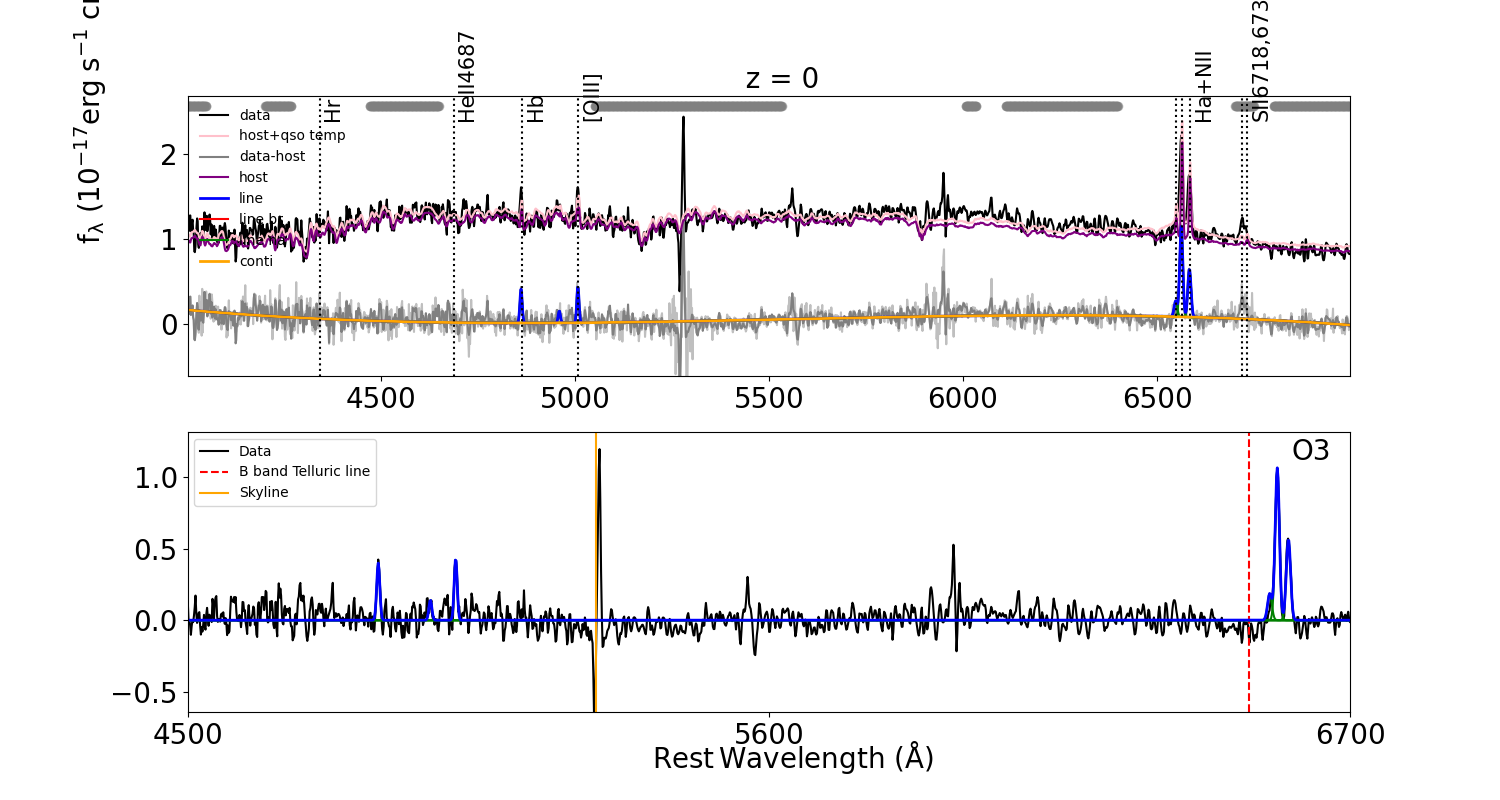 z = 0
f_λ (10^−17 erg s^−1
Hr
HeII4687
Hb
[OIII]
Ha+NII
SII6718,673
data
host+qso temp
data-host
host
line
line br
conti
2
1
0
4500
5000
5500
6000
6500
O3
Data
B band Telluric line
Skyline
1.0
0.5
0.0
−0.5
4500
5600
6700
Rest Wavelength (Å)